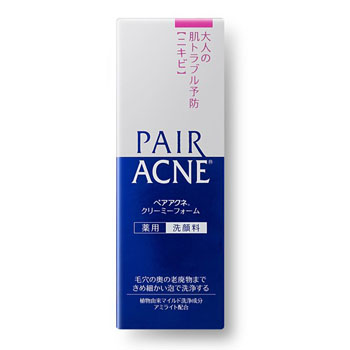 大人の
肌トラブル予防
【ニキビ】
PAIR
ACNE®
ペアアクネ®
クリーミーフォーム
薬用 洗顔料
毛穴の奥の老廃物まで
きめ細かい泡で洗浄する
植物由来マイルド洗浄成分
アミライト配合